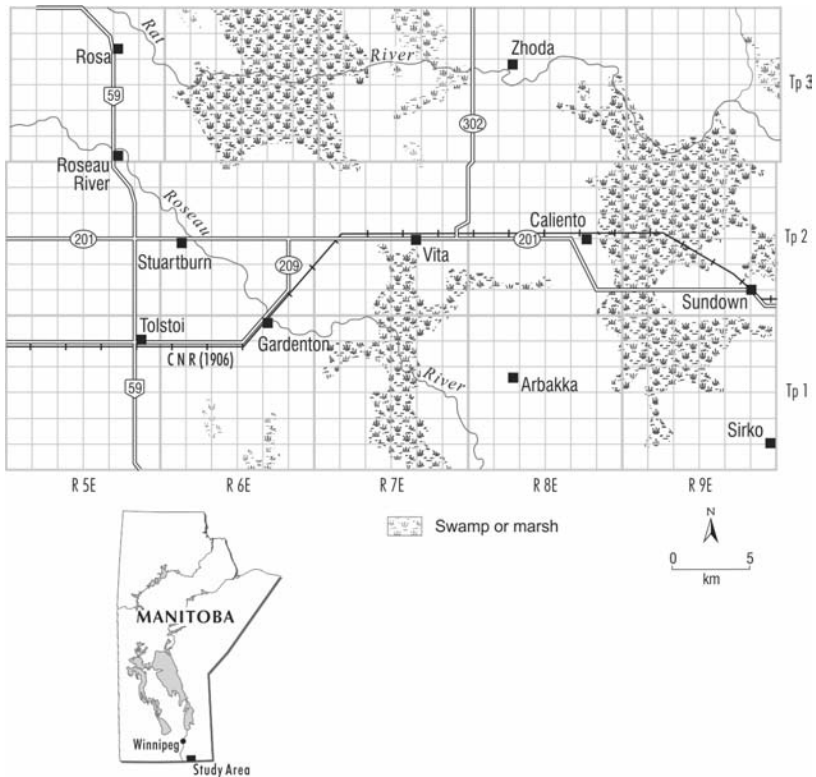 Rosa
Rat
River
Zhoda
Tp 3
59
302
Roseau
River
Roseau
201
Stuartburn
209
Vita
201
Caliento
Tp 2
Sundown
Tolstoi
Gardenton
C N R (1906)
59
River
Arbakka
Tp 1
Sirko
R 5E
R 6E
R 7E
R 8E
R 9E
Swamp or marsh
N
0
5
km
MANITOBA
Winnipeg
Study Area